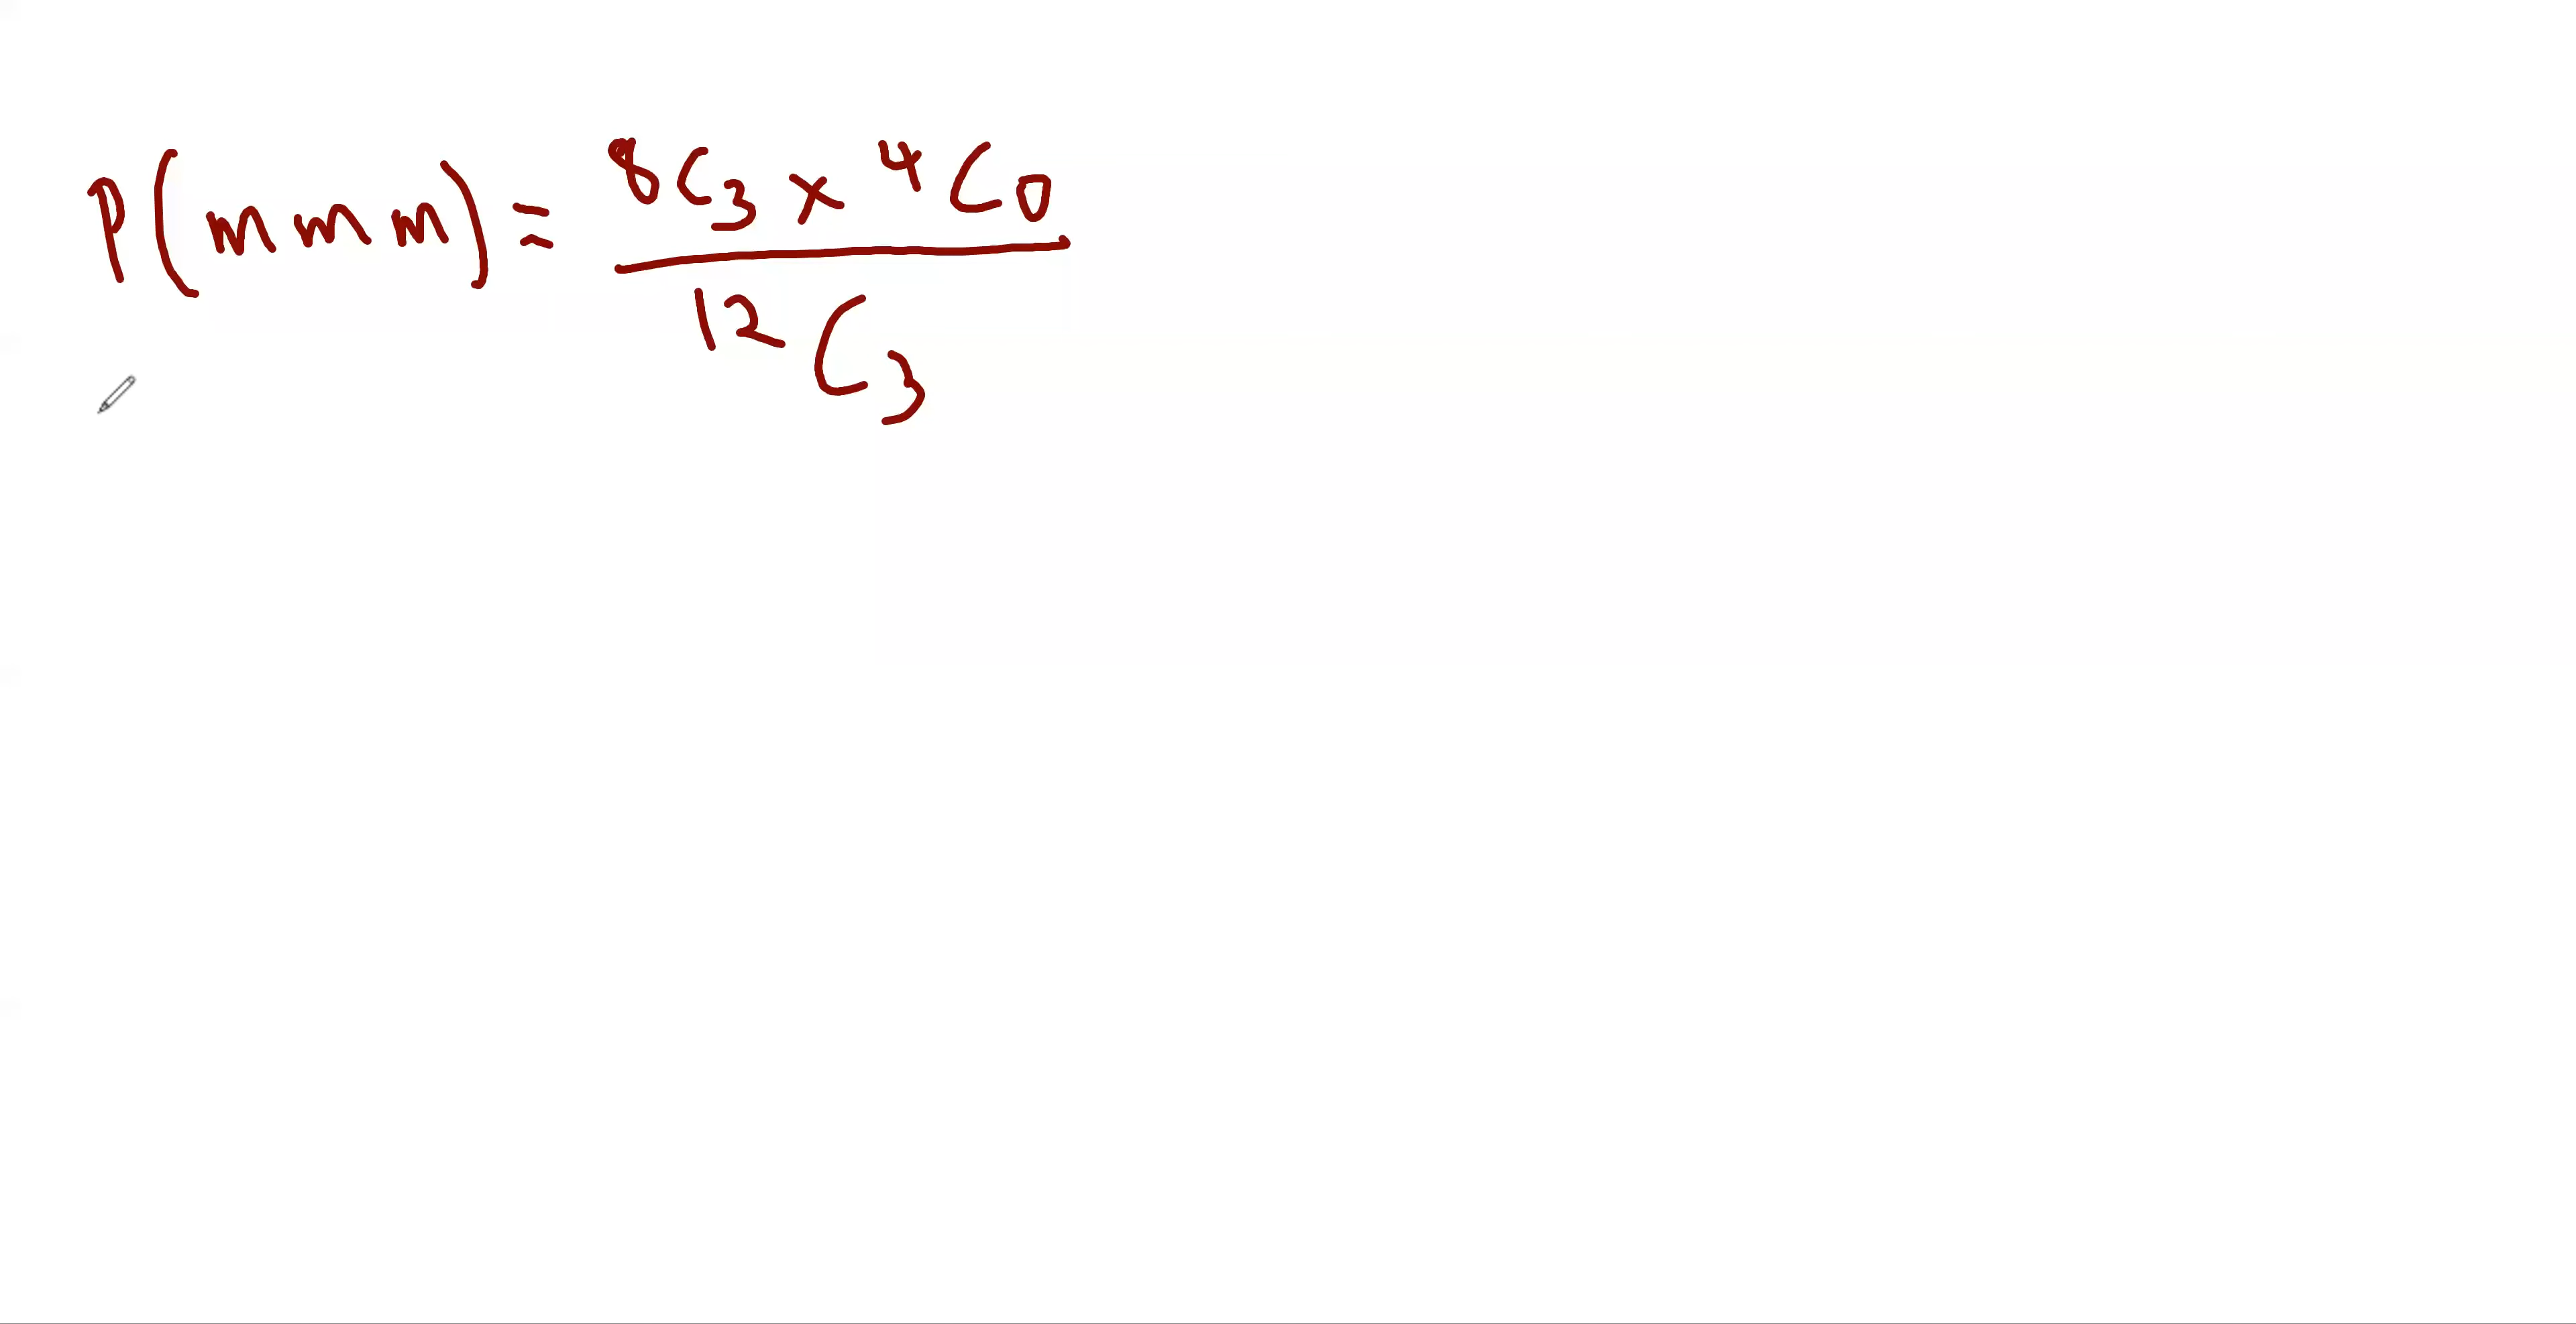 P(mmm) = ⁸C₃ x ⁴C₀
¹²C₃